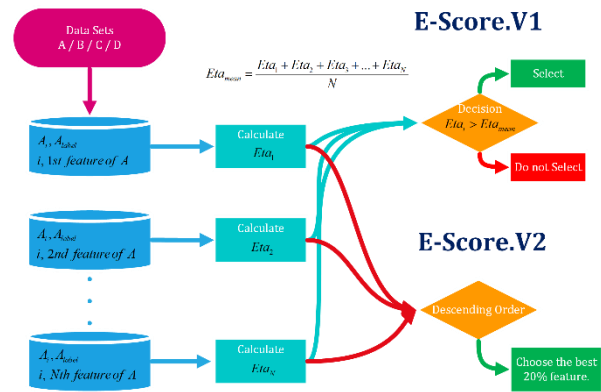 Data Sets
A / B / C / D
E-Score.V1
Eta_mean = (Eta_1 + Eta_2 + Eta_3 + ... + Eta_N) / N
Select
Decision
Eta_i > Eta_mean
Do not Select
A_i, A_label
i, 1st feature of A
Calculate
Eta_1
A_i, A_label
i, 2nd feature of A
Calculate
Eta_2
E-Score.V2
Descending Order
A_i, A_label
i, Nth feature of A
Calculate
Eta_N
Choose the best
20% feature.